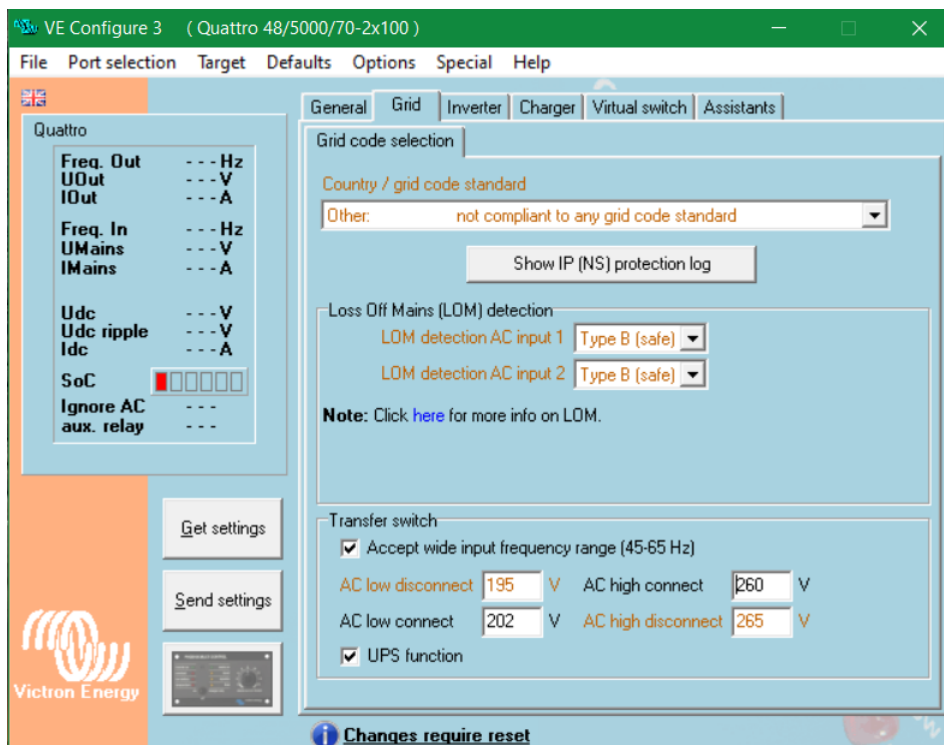 VE Configure 3 ( Quattro 48/5000/70-2x100 )
File Port selection Target Defaults Options Special Help
General Grid Inverter Charger Virtual switch Assistants
Quattro
Freq. Out - - - Hz
UOut - - - V
IOut - - - A
Freq. In - - - Hz
UMains - - - V
IMains - - - A
Udc - - - V
Udc ripple - - - V
Idc - - - A
SoC
Ignore AC - - -
aux. relay - - -
Get settings
Send settings
Victron Energy
Grid code selection
Country / grid code standard
Other: not compliant to any grid code standard
Show IP (NS) protection log
Loss Off Mains (LOM) detection
LOM detection AC input 1 Type B (safe)
LOM detection AC input 2 Type B (safe)
Note: Click here for more info on LOM.
Transfer switch
Accept wide input frequency range (45-65 Hz)
AC low disconnect 195 V AC high connect 260 V
AC low connect 202 V AC high disconnect 265 V
UPS function
Changes require reset